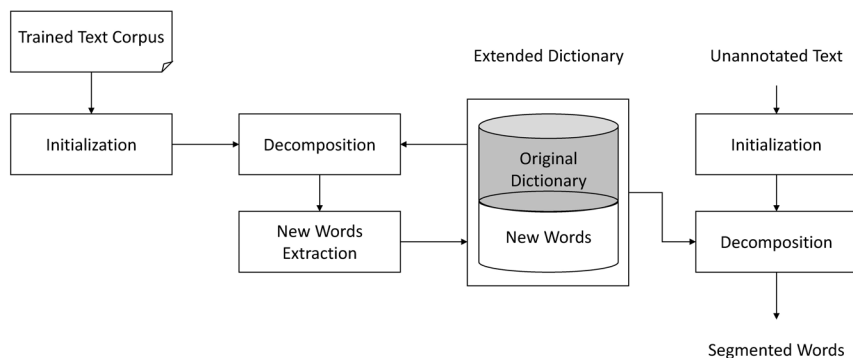 Trained Text Corpus
Extended Dictionary
Unannotated Text
Initialization
Decomposition
Original
Dictionary
Initialization
New Words
Extraction
New Words
Decomposition
Segmented Words